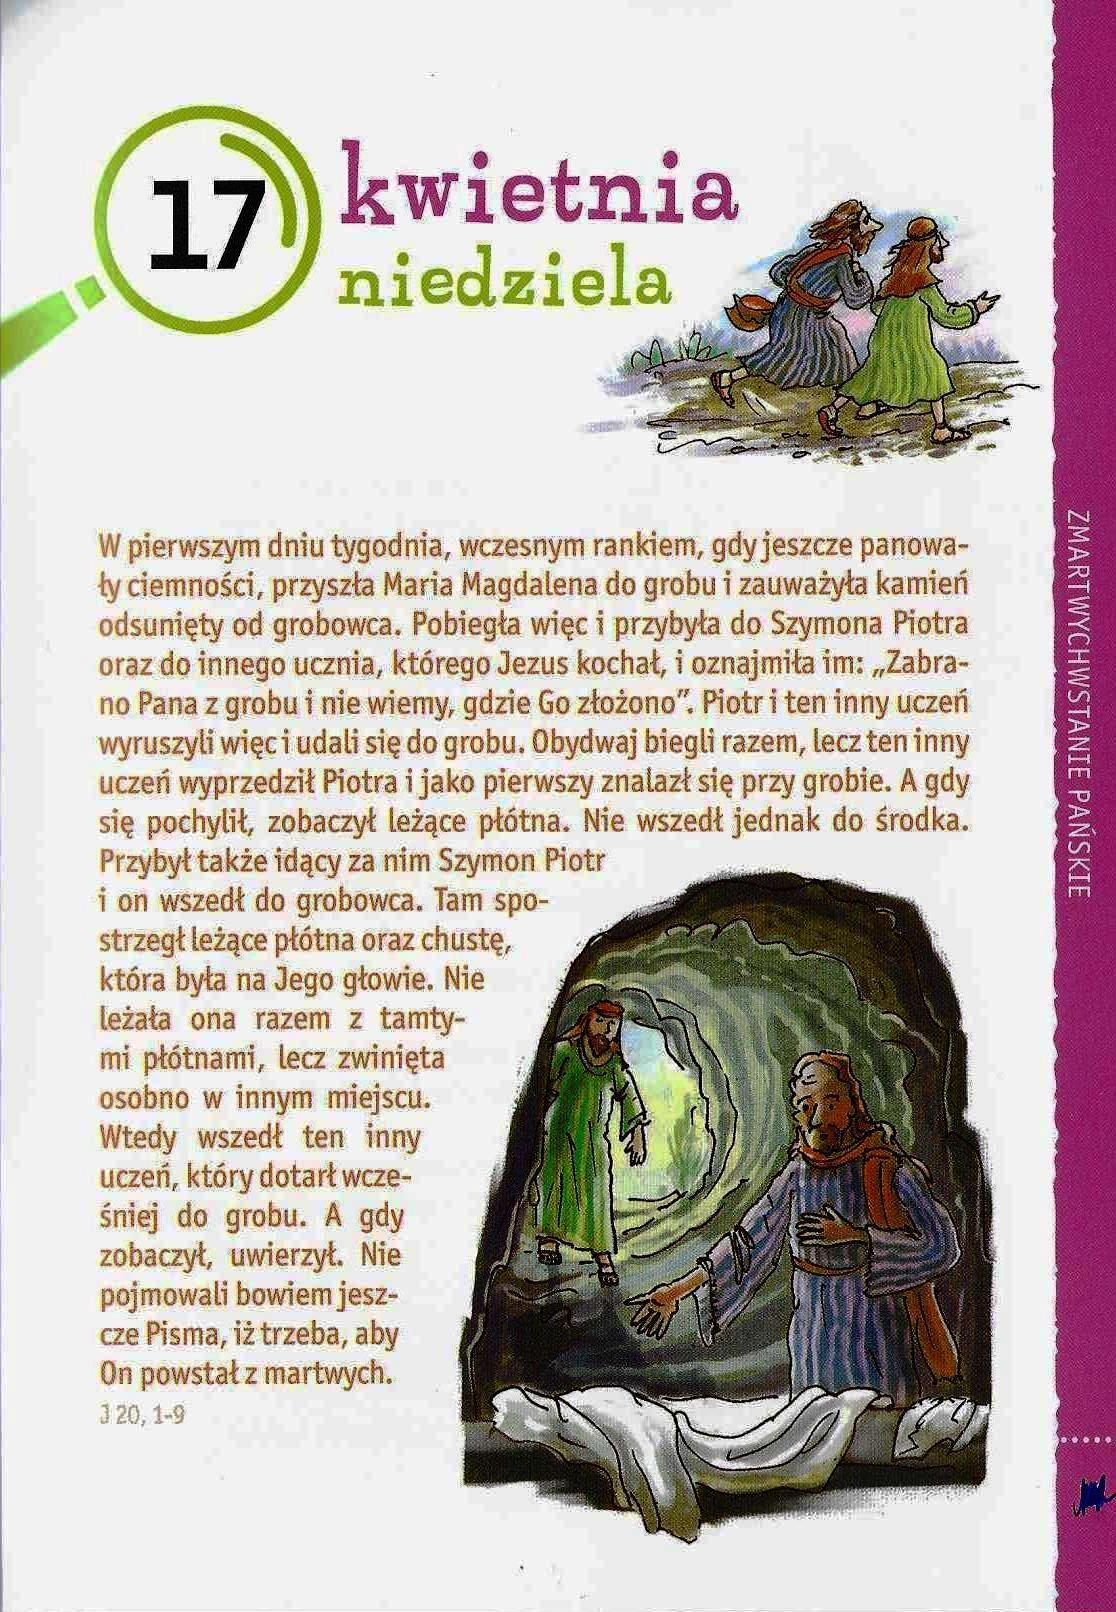 17
kwietnia
niedziela
W pierwszym dniu tygodnia, wczesnym rankiem, gdy jeszcze panowa-
ły ciemności, przyszła Maria Magdalena do grobu i zauważyła kamień
odsunięty od grobowca. Pobiegła więc i przybyła do Szymona Piotra
oraz do innego ucznia, którego Jezus kochał, i oznajmiła im: „Zabra-
no Pana z grobu i nie wiemy, gdzie Go złożono”. Piotr i ten inny uczeń
wyruszyli więc i udali się do grobu. Obydwaj biegli razem, lecz ten inny
uczeń wyprzedził Piotra i jako pierwszy znalazł się przy grobie. A gdy
się pochylił, zobaczył leżące płótna. Nie wszedł jednak do środka.
Przybył także idący za nim Szymon Piotr
i on wszedł do grobowca. Tam spo-
strzegł leżące płótna oraz chustę,
która była na Jego głowie. Nie
leżała ona razem z tamty-
mi płótnami, lecz zwinięta
osobno w innym miejscu.
Wtedy wszedł ten inny
uczeń, który dotarł wcze-
śniej do grobu. A gdy
zobaczył, uwierzył. Nie
pojmowali bowiem jesz-
cze Pisma, iż trzeba, aby
On powstał z martwych.
J 20, 1-9
ZMARTWYCHWSTANIE PAŃSKIE